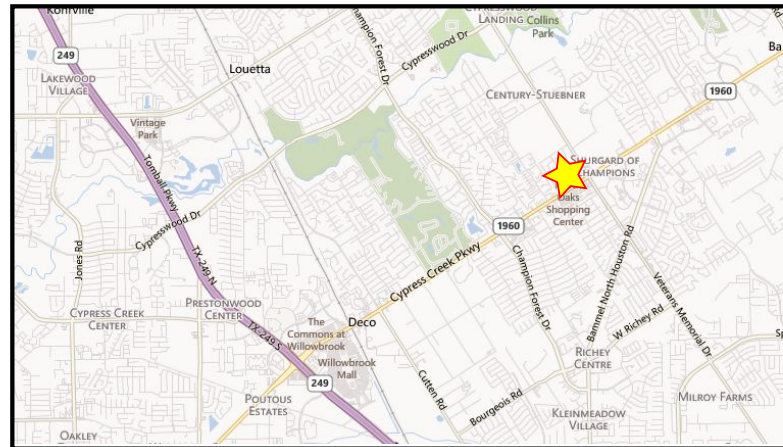 Kohrville
CYPRESSWOOD
LANDING
Collins
Park
249
Champion Forest Dr
Cypresswood Dr
Ba
Louetta
LAKEWOOD
VILLAGE
1960
CENTURY-STUEBNER
Vintage
Park
Tomball Pkwy
SHURGARD OF
CHAMPIONS
Oaks
Shopping
Center
Cypresswood Dr
1960
Jones Rd
TX-249 N
Cypress Creek Pkwy
Champion Forest Dr
Bammel North Houston Rd
Veterans Memorial Dr
PRESTONWOOD
CENTER
CYPRESS CREEK
CENTER
The
Commons at
Willowbrook
Deco
W Richey Rd
TX-249 S
Willowbrook
Mall
Sp
RICHEY
CENTRE
249
Cutten Rd
POUTOUS
ESTATES
Bourgeois Rd
MILROY FARMS
KLEINMEADOW
VILLAGE
OAKLEY